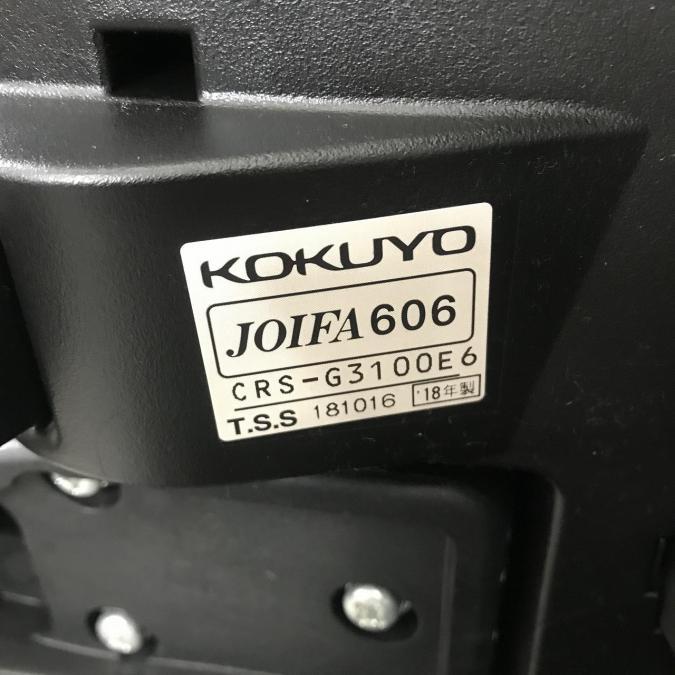 KOKUYO
JOIFA 606
CRS-G3100E6
T.S.S 181016 '18年製